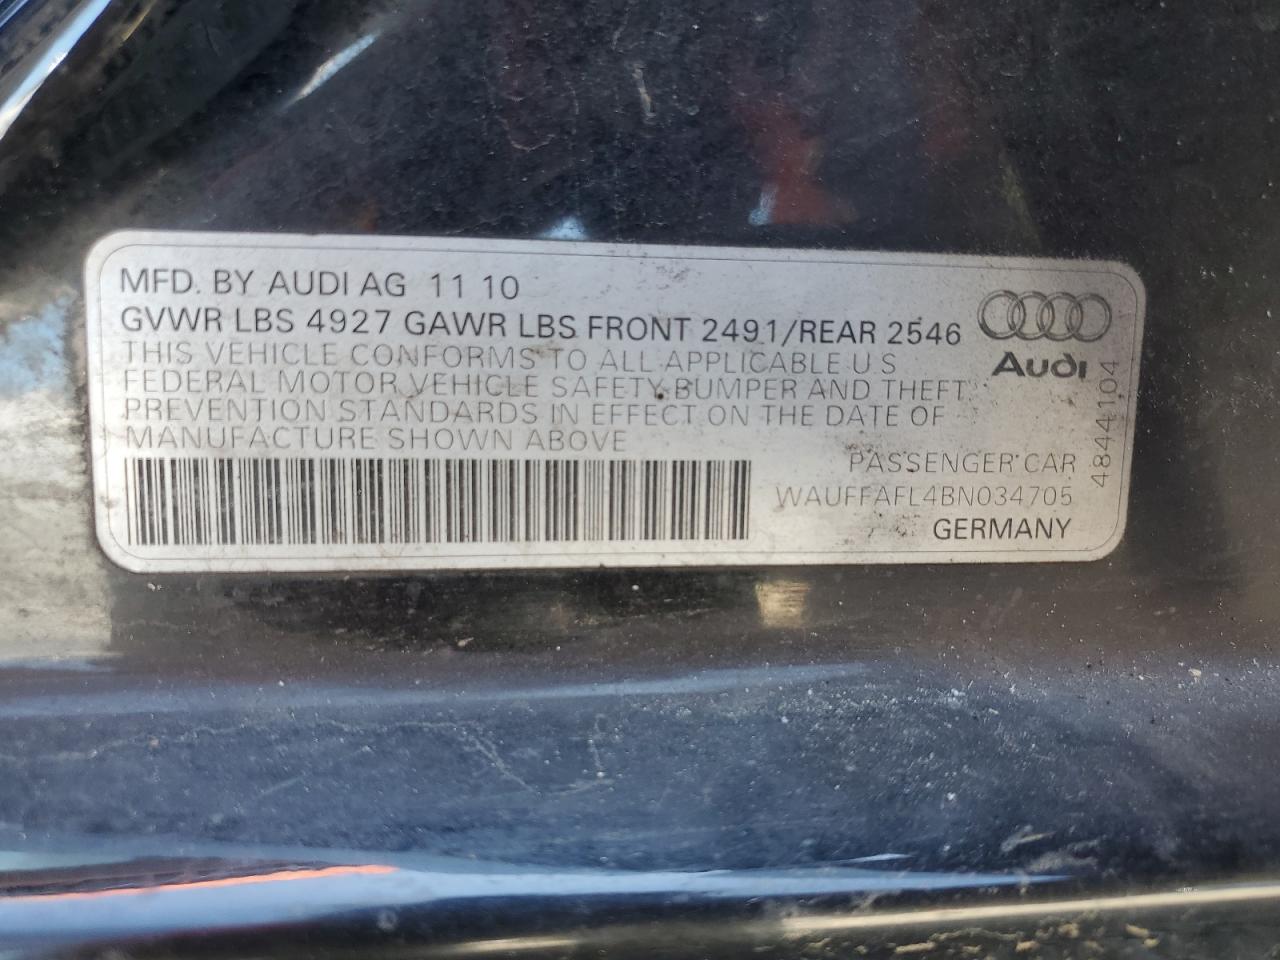 MFD. BY AUDI AG 11 10
GVWR LBS 4927 GAWR LBS FRONT 2491/REAR 2546
THIS VEHICLE CONFORMS TO ALL APPLICABLE U S
FEDERAL MOTOR VEHICLE SAFETY BUMPER AND THEFT
PREVENTION STANDARDS IN EFFECT ON THE DATE OF
MANUFACTURE SHOWN ABOVE
Audi
PASSENGER CAR
WAUFFAFL4BN034705
GERMANY
48444104